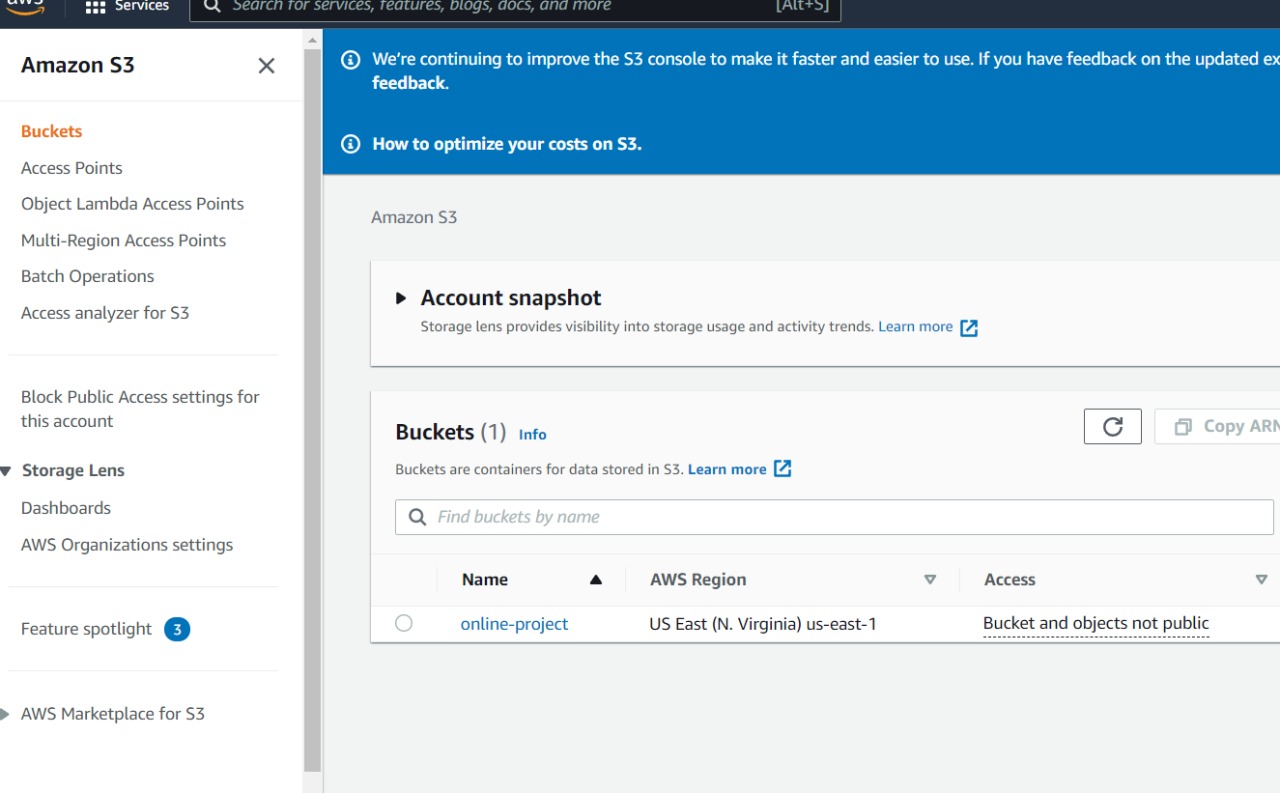 aws
Services
Search for services, features, blogs, docs, and more
[Alt+S]
Amazon S3
Buckets
Access Points
Object Lambda Access Points
Multi-Region Access Points
Batch Operations
Access analyzer for S3
Block Public Access settings for
this account
Storage Lens
Dashboards
AWS Organizations settings
Feature spotlight 3
AWS Marketplace for S3
We're continuing to improve the S3 console to make it faster and easier to use. If you have feedback on the updated ex
feedback.
How to optimize your costs on S3.
Amazon S3
Account snapshot
Storage lens provides visibility into storage usage and activity trends. Learn more
Buckets (1) Info
Copy ARN
Buckets are containers for data stored in S3. Learn more
Find buckets by name
Name AWS Region Access
online-project US East (N. Virginia) us-east-1 Bucket and objects not public